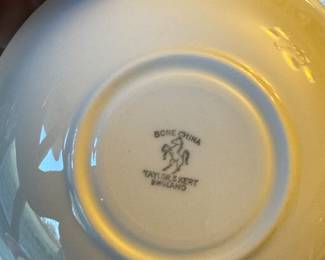 BONE CHINA
TAYLOR & KENT
ENGLAND